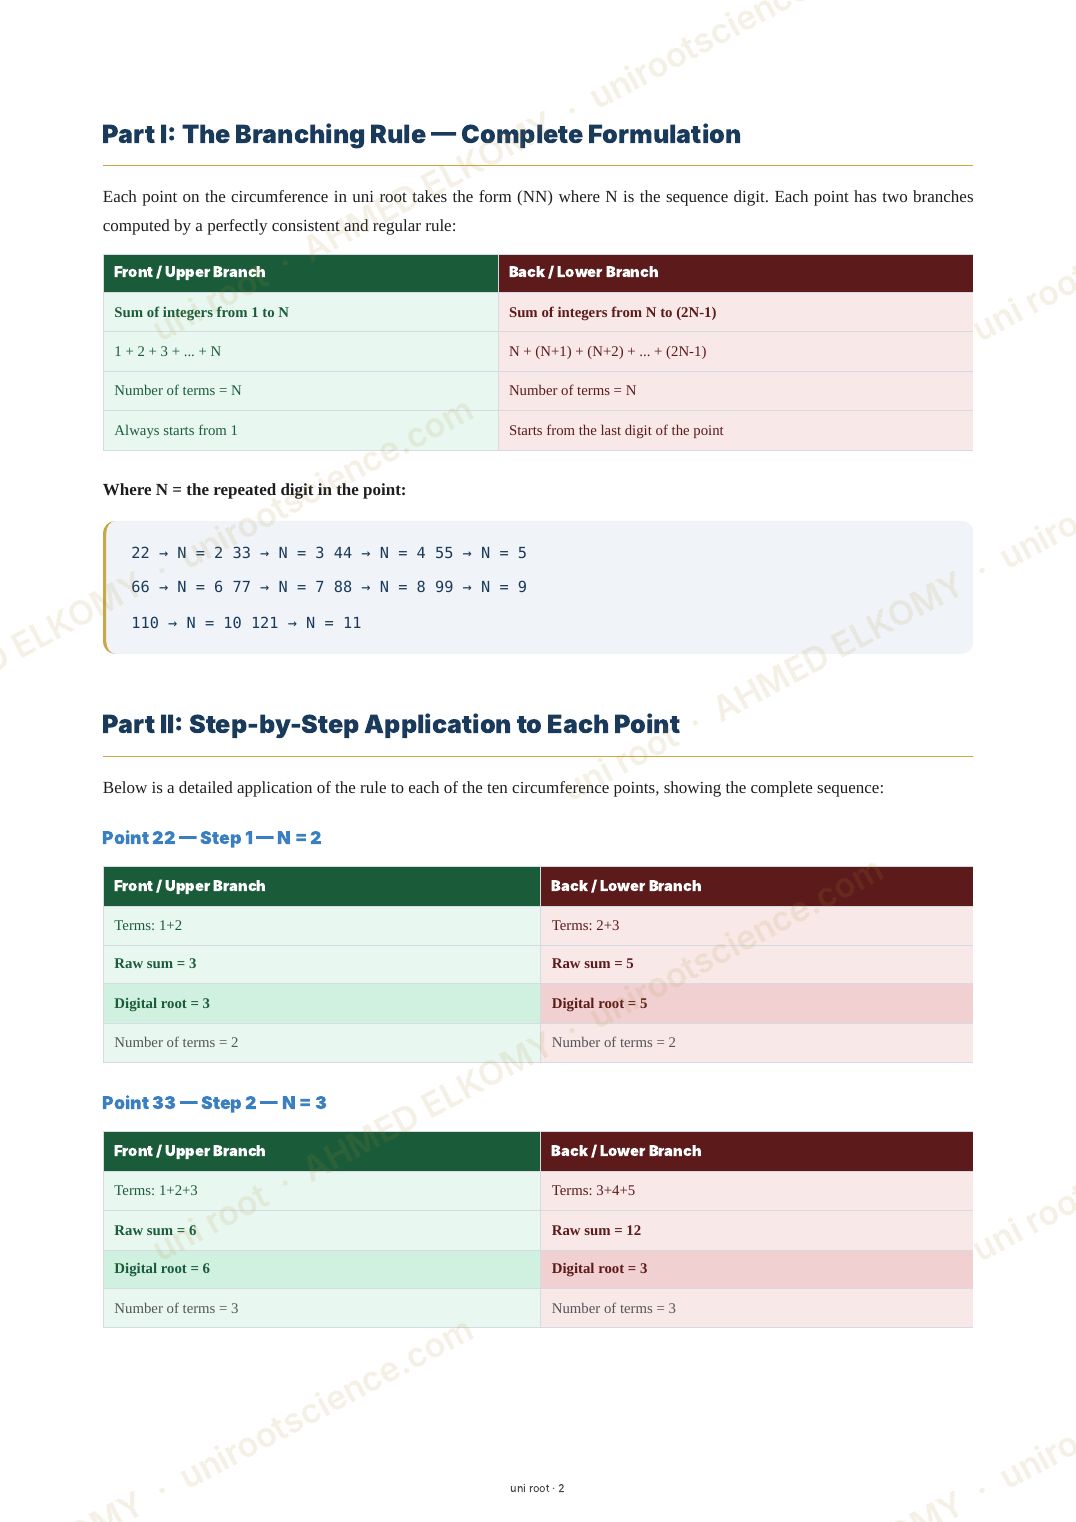 Part I: The Branching Rule — Complete Formulation
Each point on the circumference in uni root takes the form (NN) where N is the sequence digit. Each point has two branches
computed by a perfectly consistent and regular rule:
Front / Upper Branch Back / Lower Branch
Sum of integers from 1 to N Sum of integers from N to (2N-1)
1 + 2 + 3 + ... + N N + (N+1) + (N+2) + ... + (2N-1)
Number of terms = N Number of terms = N
Always starts from 1 Starts from the last digit of the point
Where N = the repeated digit in the point:
22 → N = 2 33 → N = 3 44 → N = 4 55 → N = 5
66 → N = 6 77 → N = 7 88 → N = 8 99 → N = 9
110 → N = 10 121 → N = 11
Part II: Step-by-Step Application to Each Point
Below is a detailed application of the rule to each of the ten circumference points, showing the complete sequence:
Point 22 — Step 1 — N = 2
Front / Upper Branch Back / Lower Branch
Terms: 1+2 Terms: 2+3
Raw sum = 3 Raw sum = 5
Digital root = 3 Digital root = 5
Number of terms = 2 Number of terms = 2
Point 33 — Step 2 — N = 3
Front / Upper Branch Back / Lower Branch
Terms: 1+2+3 Terms: 3+4+5
Raw sum = 6 Raw sum = 12
Digital root = 6 Digital root = 3
Number of terms = 3 Number of terms = 3
uni root · 2
uni root · AHMED ELKOMY · unirootscience.com